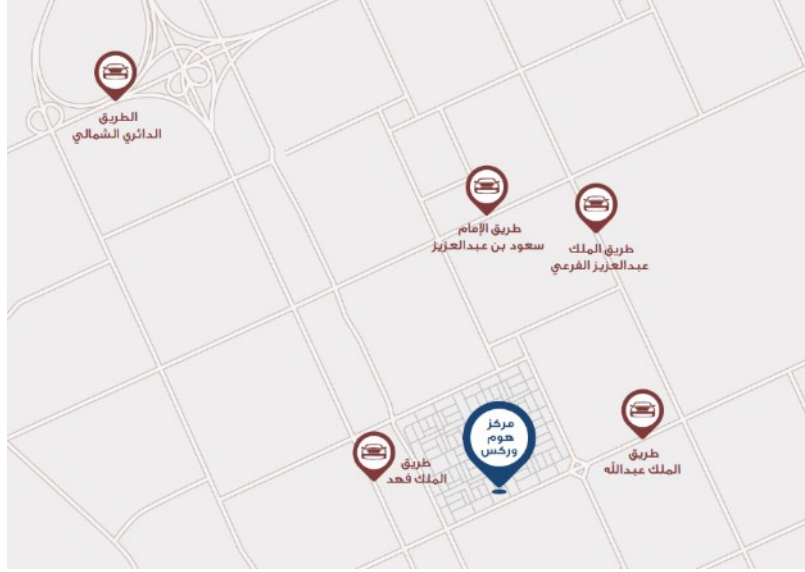 الطريق
الدائري الشمالي
طريق الإمام
سعود بن عبدالعزيز
طريق الملك
عبدالعزيز الفرعي
مركز
هوم
وركس
طريق
الملك عبدالله
طريق
الملك فهد